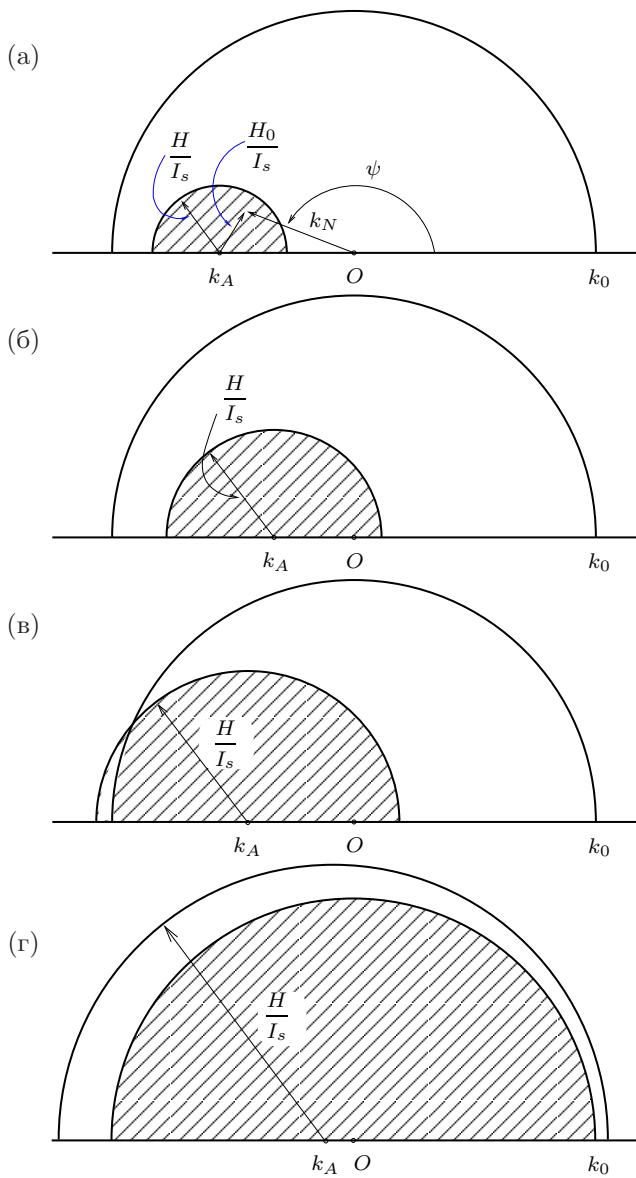 (а)
H/I_s
H_0/I_s
ψ
k_N
k_A O k_0
(б)
H/I_s
k_A O k_0
(в)
H/I_s
k_A O k_0
(г)
H/I_s
k_A O k_0